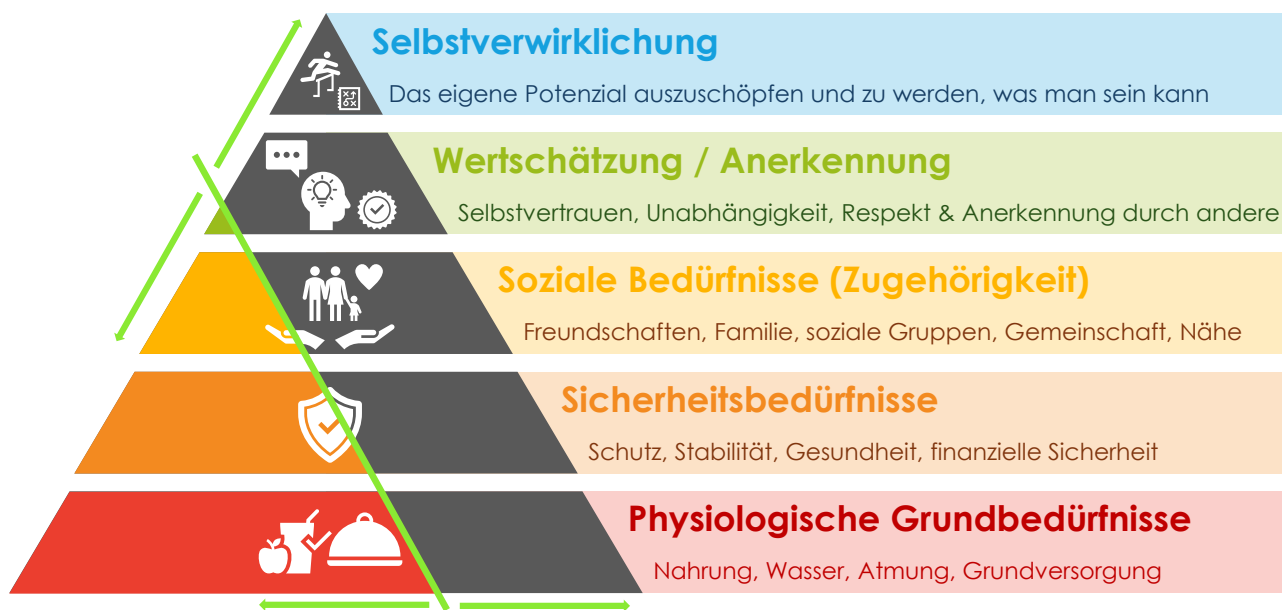 Selbstverwirklichung
Das eigene Potenzial auszuschöpfen und zu werden, was man sein kann
Wertschätzung / Anerkennung
Selbstvertrauen, Unabhängigkeit, Respekt & Anerkennung durch andere
Soziale Bedürfnisse (Zugehörigkeit)
Freundschaften, Familie, soziale Gruppen, Gemeinschaft, Nähe
Sicherheitsbedürfnisse
Schutz, Stabilität, Gesundheit, finanzielle Sicherheit
Physiologische Grundbedürfnisse
Nahrung, Wasser, Atmung, Grundversorgung